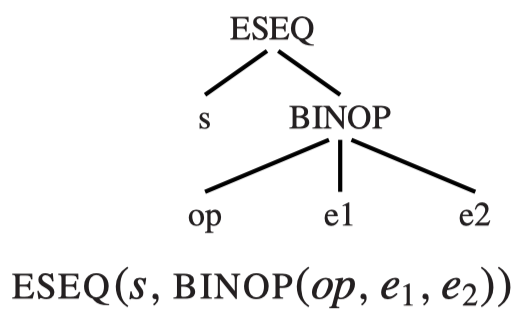 ESEQ
s BINOP
op e1 e2
ESEQ(s, BINOP(op, e₁, e₂))